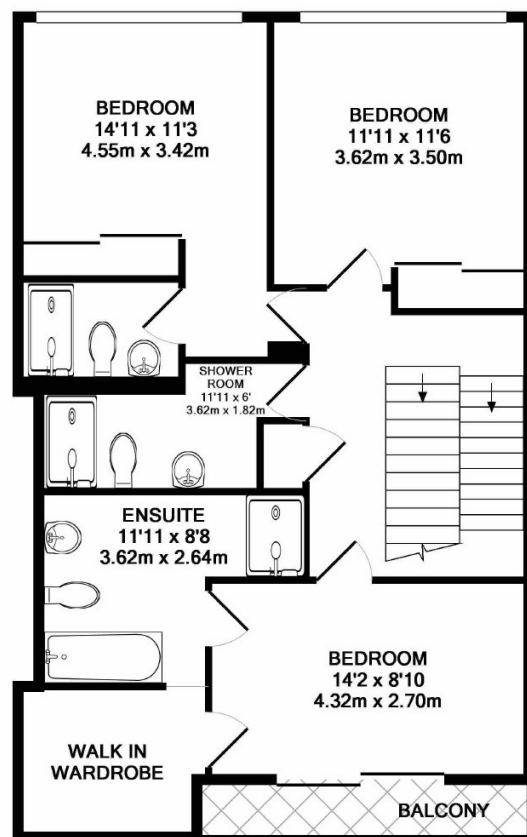 BEDROOM
14'11 x 11'3
4.55m x 3.42m
BEDROOM
11'11 x 11'6
3.62m x 3.50m
SHOWER
ROOM
11'11 x 6'
3.62m x 1.82m
ENSUITE
11'11 x 8'8
3.62m x 2.64m
BEDROOM
14'2 x 8'10
4.32m x 2.70m
WALK IN
WARDROBE
BALCONY